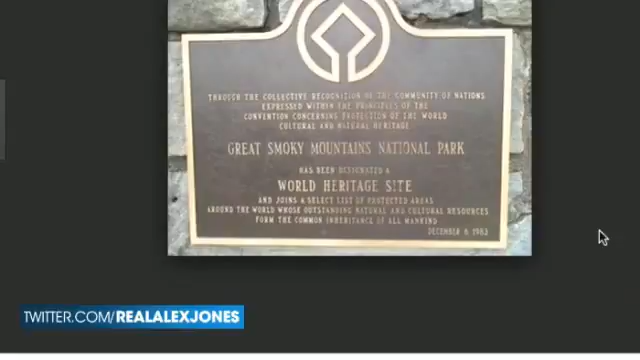 THROUGH THE COLLECTIVE RECOGNITION OF THE COMMUNITY OF NATIONS
EXPRESSED WITHIN THE PRINCIPLES OF THE
CONVENTION CONCERNING PROTECTION OF THE WORLD
CULTURAL AND NATURAL HERITAGE
GREAT SMOKY MOUNTAINS NATIONAL PARK
HAS BEEN DESIGNATED A
WORLD HERITAGE SITE
AND JOINS A SELECT LIST OF PROTECTED AREAS
AROUND THE WORLD WHOSE OUTSTANDING NATURAL AND CULTURAL RESOURCES
FORM THE COMMON INHERITANCE OF ALL MANKIND
DECEMBER 6, 1983
TWITTER.COM/REALALEXJONES